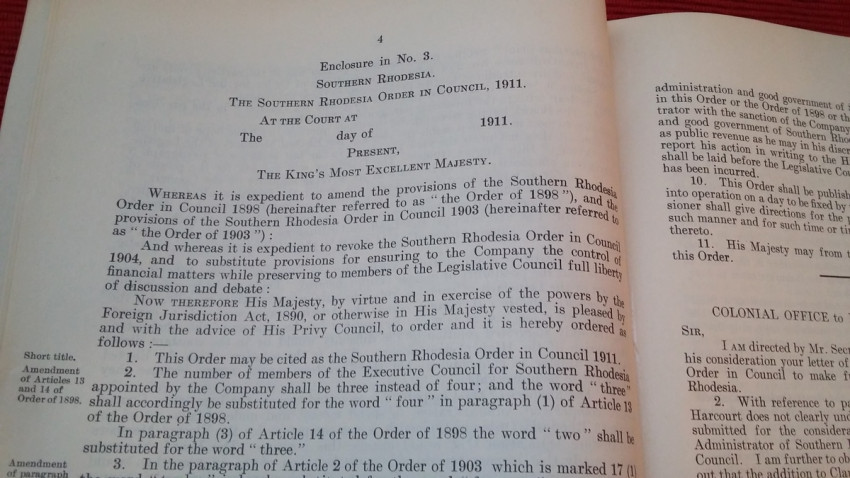 4
Enclosure in No. 3.
SOUTHERN RHODESIA.
THE SOUTHERN RHODESIA ORDER IN COUNCIL, 1911.
AT THE COURT AT 1911.
The day of
PRESENT,
THE KING'S MOST EXCELLENT MAJESTY.
WHEREAS it is expedient to amend the provisions of the Southern Rhodesia
Order in Council 1898 (hereinafter referred to as " the Order of 1898 "), and the
provisions of the Southern Rhodesia Order in Council 1903 (hereinafter referred to
as " the Order of 1903 ") :
And whereas it is expedient to revoke the Southern Rhodesia Order in Council
1904, and to substitute provisions for ensuring to the Company the control of
financial matters while preserving to members of the Legislative Council full liberty
of discussion and debate :
NOW THEREFORE His Majesty, by virtue and in exercise of the powers by the
Foreign Jurisdiction Act, 1890, or otherwise in His Majesty vested, is pleased by
and with the advice of His Privy Council, to order and it is hereby ordered as
follows :—
Short title.
1. This Order may be cited as the Southern Rhodesia Order in Council 1911.
Amendment
of Articles 13
and 14 of
Order of 1898.
2. The number of members of the Executive Council for Southern Rhodesia
appointed by the Company shall be three instead of four; and the word " three "
shall accordingly be substituted for the word " four " in paragraph (1) of Article 13
of the Order of 1898.
In paragraph (3) of Article 14 of the Order of 1898 the word " two " shall be
substituted for the word " three."
Amendment
of paragraph
3. In the paragraph of Article 2 of the Order of 1903 which is marked 17 (1)
administration and good government of
in this Order or the Order of 1898 or
trator with the sanction of the Company
and good government of Southern
as public revenue as he may in his
report his action in writing to the
shall be laid before the Legislative
has been incurred.
10. This Order shall be
into operation on a day to be fixed by
sioner shall give directions for the
such manner and for such time or
thereto.
11. His Majesty may from
this Order.
COLONIAL OFFICE to
SIR,
I AM directed by Mr.
his consideration your letter of
Order in Council to make
Rhodesia.
2. With reference to
Harcourt does not clearly
submitted for the
Administrator of Southern
Council. I am further to
out that the addition to